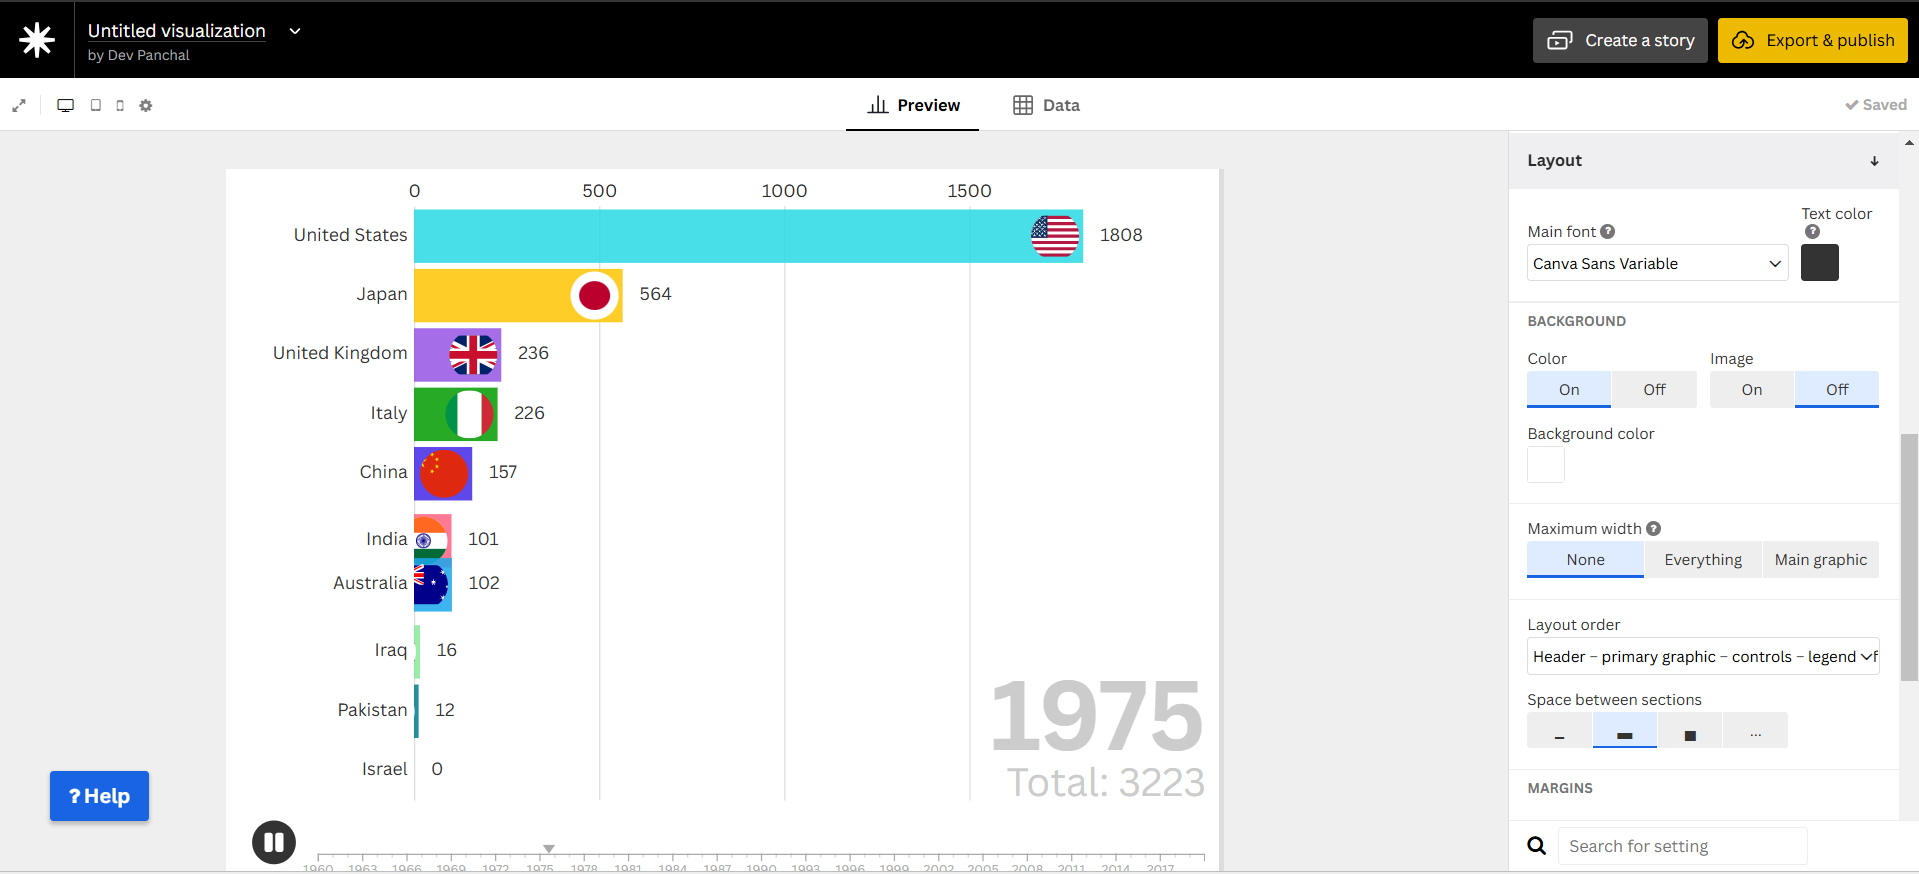 Untitled visualization
by Dev Panchal
Create a story
Export & publish
Preview
Data
Saved
0 500 1000 1500
United States 1808
Japan 564
United Kingdom 236
Italy 226
China 157
India 101
Australia 102
Iraq 16
Pakistan 12
Israel 0
1975
Total: 3223
? Help
1960 1963 1966 1969 1972 1975 1978 1981 1984 1987 1990 1993 1996 1999 2002 2005 2008 2011 2014 2017
Layout
Main font ?
Text color
?
Canva Sans Variable
BACKGROUND
Color Image
On Off On Off
Background color
Maximum width ?
None Everything Main graphic
Layout order
Header – primary graphic – controls – legend – f
Space between sections
...
MARGINS
Search for setting